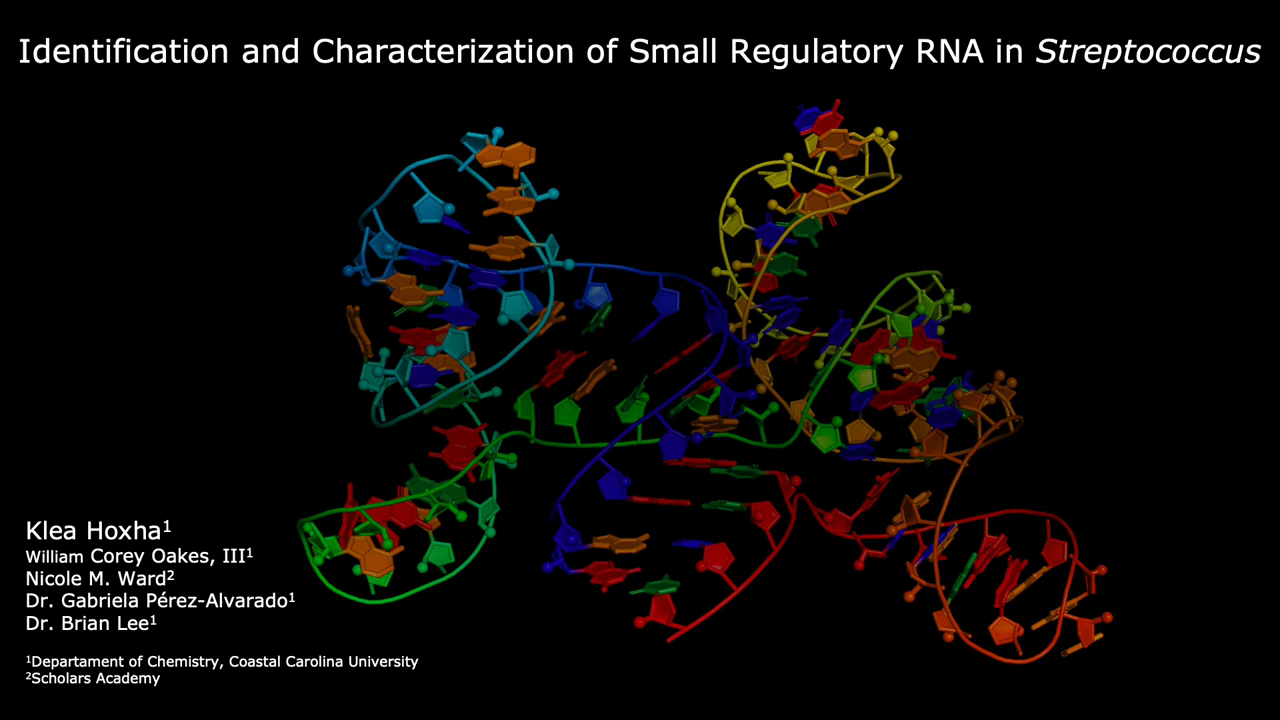 Identification and Characterization of Small Regulatory RNA in Streptococcus
Klea Hoxha¹
William Corey Oakes, III¹
Nicole M. Ward²
Dr. Gabriela Pérez-Alvarado¹
Dr. Brian Lee¹
¹Departament of Chemistry, Coastal Carolina University
²Scholars Academy